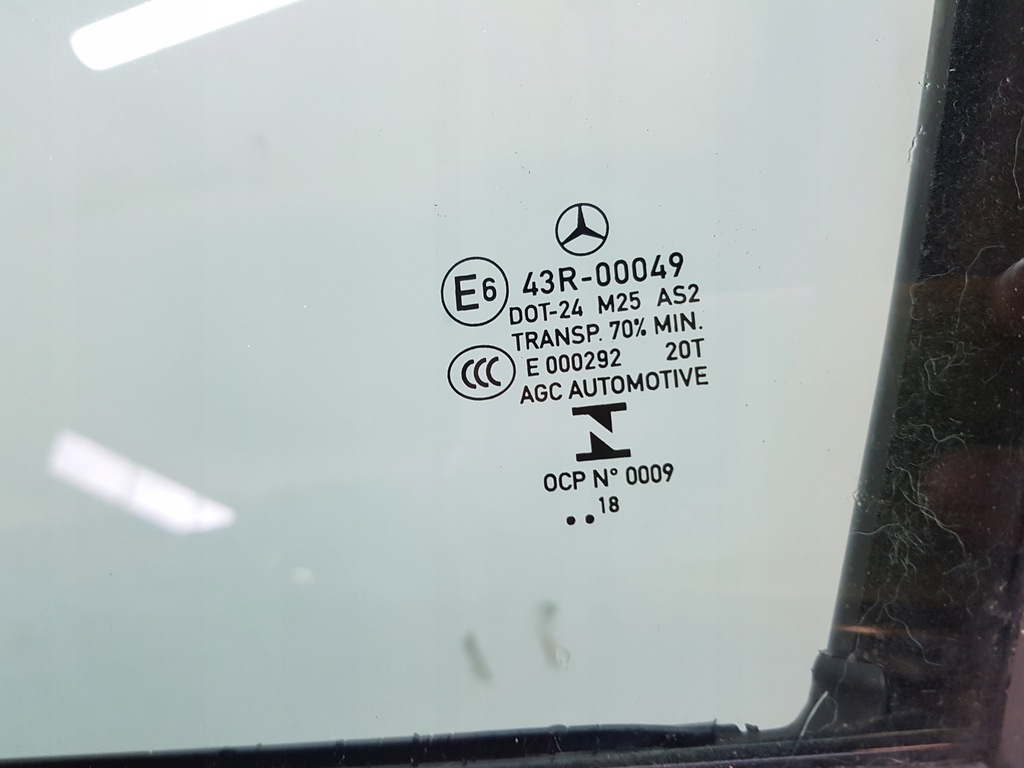 E6 43R-00049
DOT-24 M25 AS2
TRANSP. 70% MIN.
CCC E 000292 20T
AGC AUTOMOTIVE
OCP N° 0009
..18